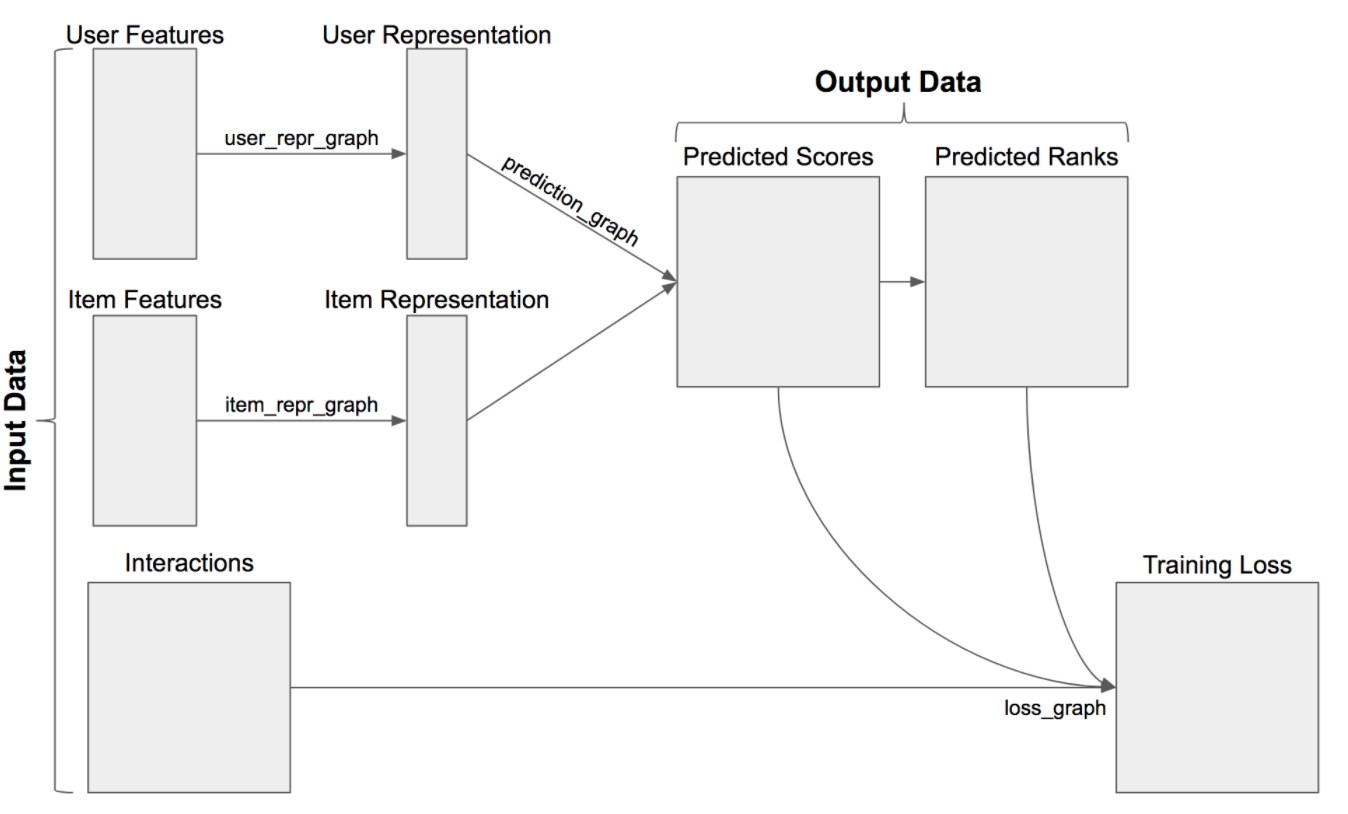 User Features
User Representation
Output Data
user_repr_graph
prediction_graph
Predicted Scores
Predicted Ranks
Item Features
Item Representation
Input Data
item_repr_graph
Interactions
Training Loss
loss_graph